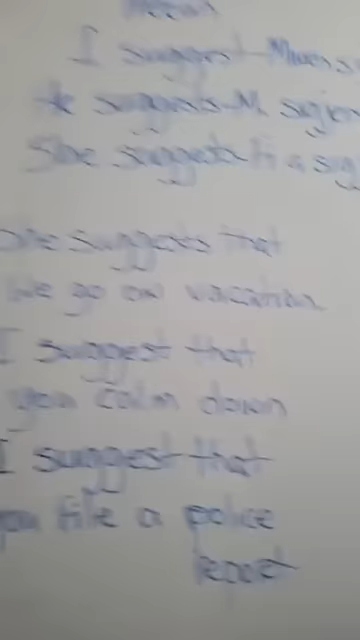 I suggest
He suggests
She suggests a
She suggests that
we go on vacation
I suggest that
you calm down
I suggest that
you file a police
report